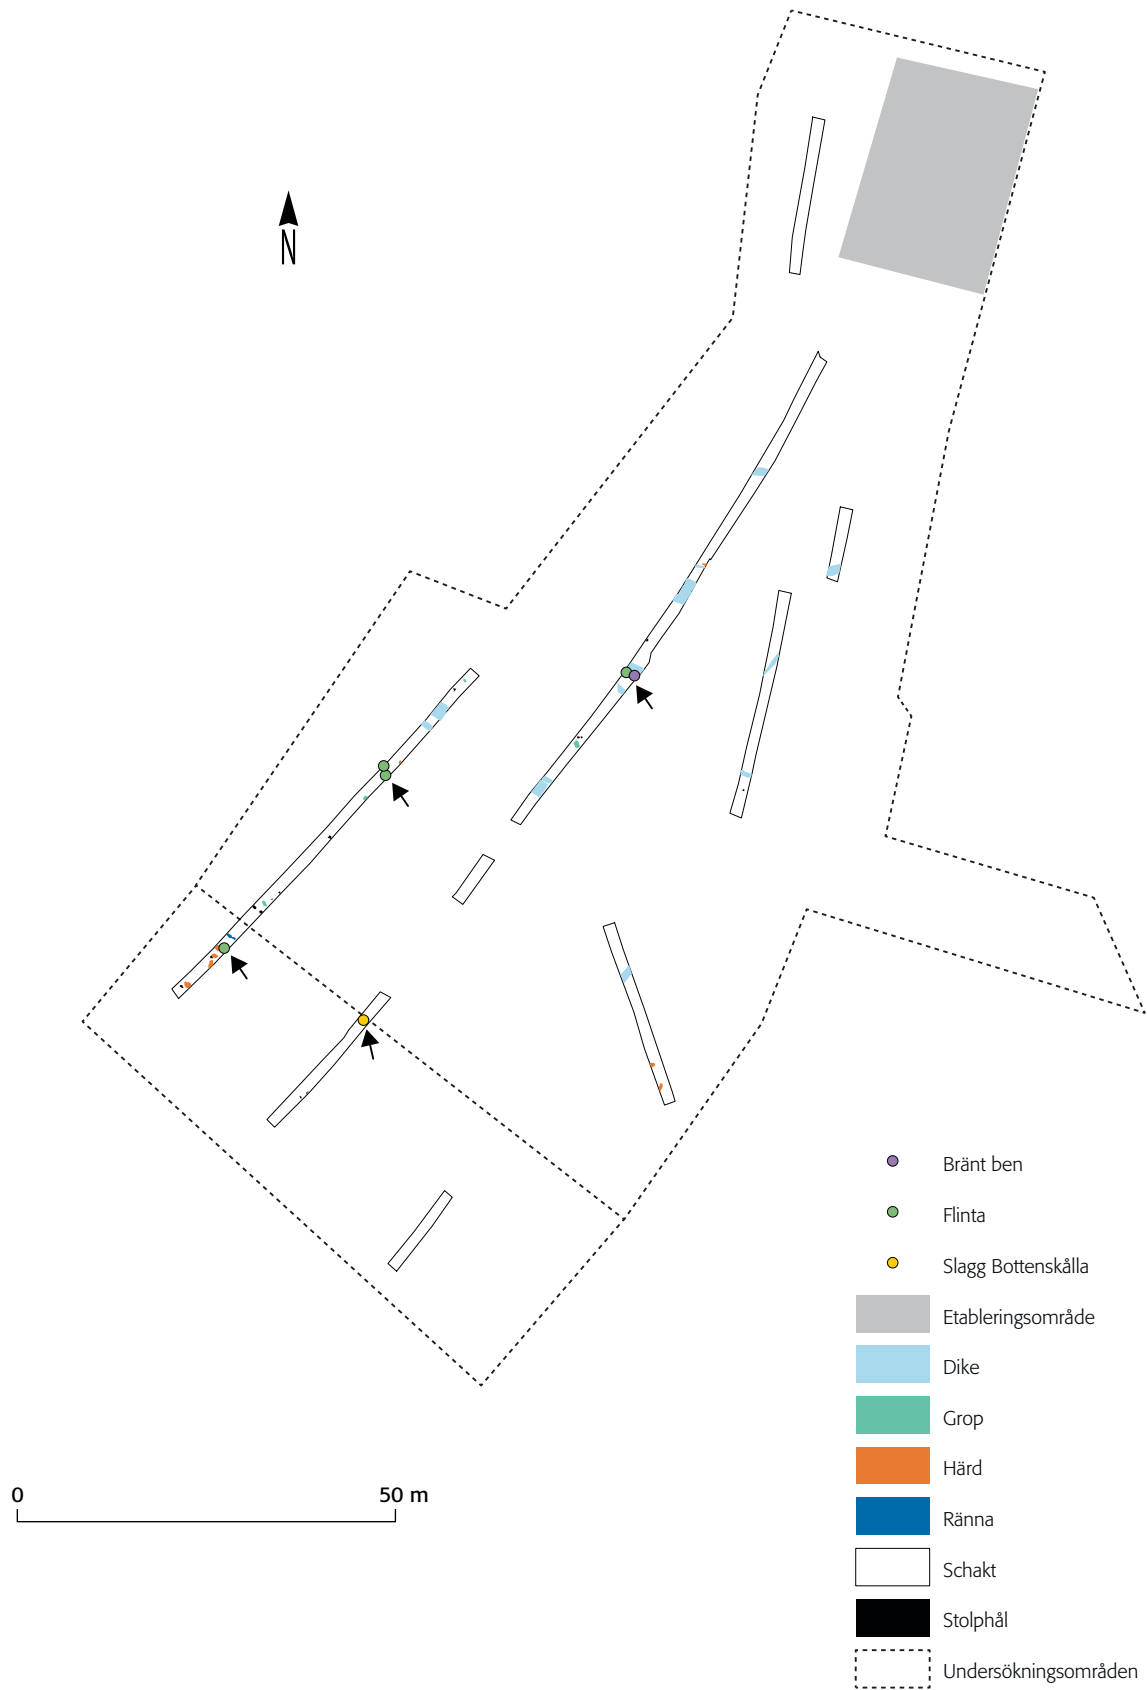 N
Bränt ben
Flinta
Slagg Bottenskålla
Etableringsområde
Dike
Grop
Härd
Ränna
Schakt
Stolphål
Undersökningsområden
0 50 m